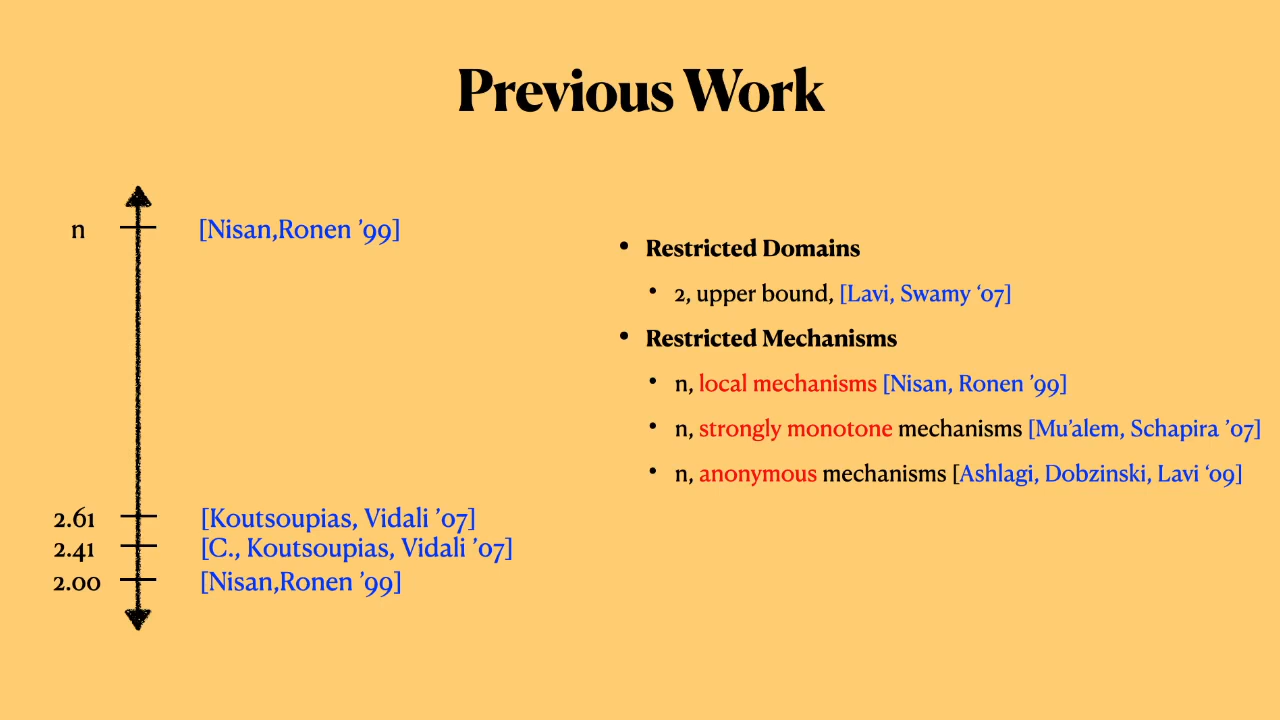 Previous Work
n [Nisan,Ronen ’99]
2.61 [Koutsoupias, Vidali ’07]
2.41 [C., Koutsoupias, Vidali ’07]
2.00 [Nisan,Ronen ’99]
• Restricted Domains
• 2, upper bound, [Lavi, Swamy ‘07]
• Restricted Mechanisms
• n, local mechanisms [Nisan, Ronen ’99]
• n, strongly monotone mechanisms [Mu’alem, Schapira ’07]
• n, anonymous mechanisms [Ashlagi, Dobzinski, Lavi ‘09]